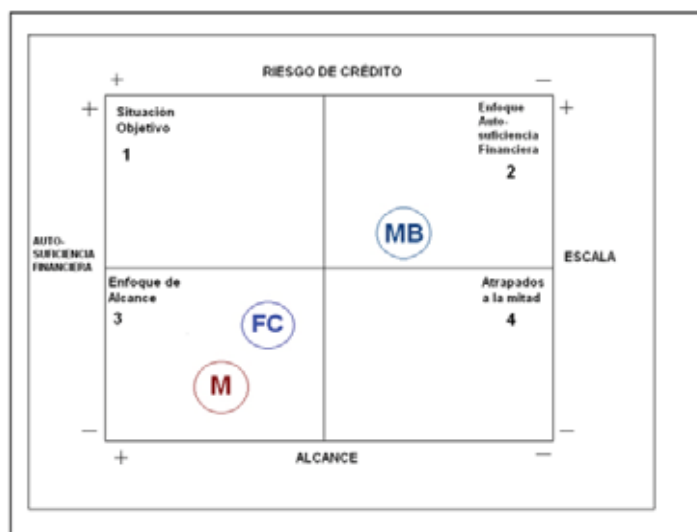 RIESGO DE CRÉDITO
+
—
+
+
Situación
Objetivo
1
Enfoque
Auto-
suficiencia
Financiera
2
MB
AUTO-
SUFICIENCIA
FINANCIERA
ESCALA
Enfoque de
Alcance
3
Atrapados
a la mitad
4
FC
M
—
—
+
—
ALCANCE